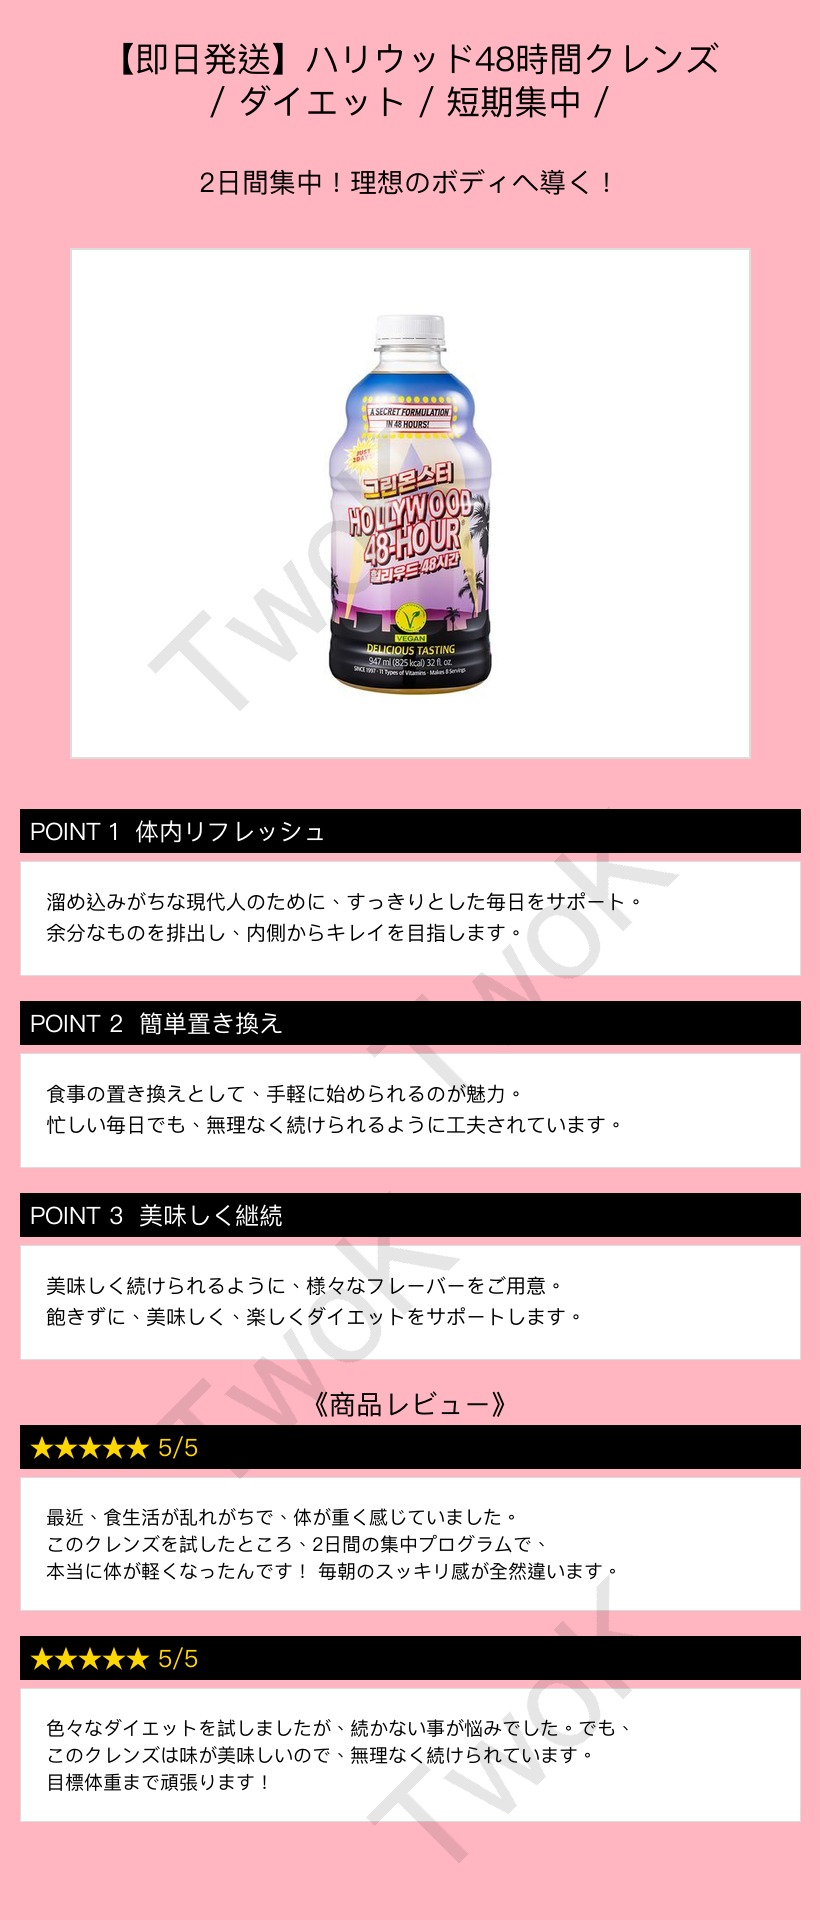 【即日発送】ハリウッド48時間クレンズ
/ ダイエット / 短期集中 /
2日間集中！理想のボディへ導く！
A SECRET FORMULATION
IN 48 HOURS!
JUST
2DAYS
그린몬스터
HOLLYWOOD
48-HOUR
헐리우드 48시간
VEGAN
DELICIOUS TASTING
947 ml (825 kcal) 32 fl. oz.
SINCE 1997 · 11 Types of Vitamins · Makes 8 Servings
Twok
POINT 1 体内リフレッシュ
溜め込みがちな現代人のために、すっきりとした毎日をサポート。
余分なものを排出し、内側からキレイを目指します。
Twok
POINT 2 簡単置き換え
食事の置き換えとして、手軽に始められるのが魅力。
忙しい毎日でも、無理なく続けられるように工夫されています。
POINT 3 美味しく継続
美味しく続けられるように、様々なフレーバーをご用意。
飽きずに、美味しく、楽しくダイエットをサポートします。
Twok
《商品レビュー》
★★★★★ 5/5
最近、食生活が乱れがちで、体が重く感じていました。
このクレンズを試したところ、2日間の集中プログラムで、
本当に体が軽くなったんです！ 毎朝のスッキリ感が全然違います。
★★★★★ 5/5
色々なダイエットを試しましたが、続かない事が悩みでした。でも、
このクレンズは味が美味しいので、無理なく続けられています。
目標体重まで頑張ります！
Twok